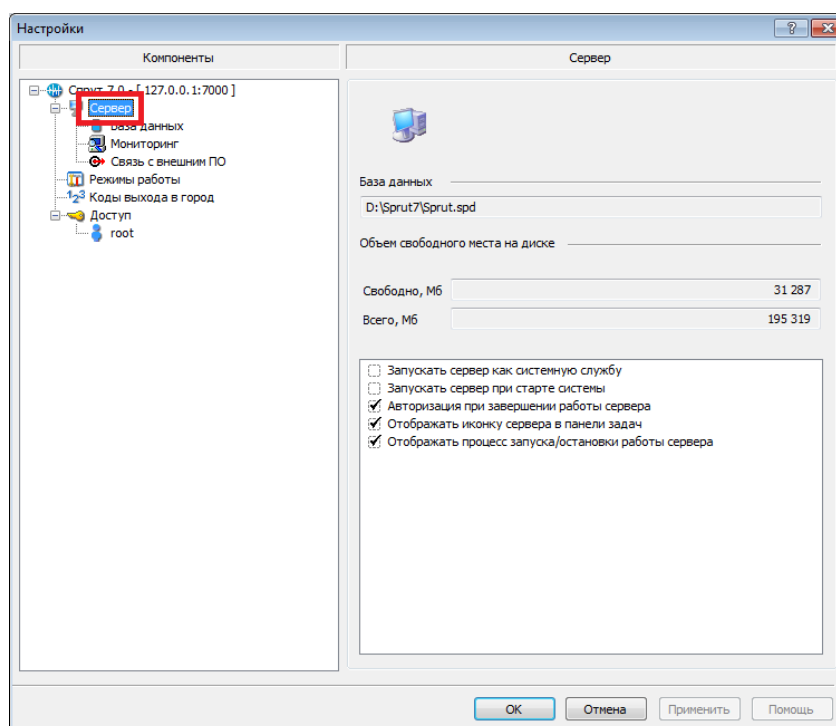 Настройки
Компоненты
Сервер
Спрут 7.0 - [ 127.0.0.1:7000 ]
Сервер
База данных
Мониторинг
Связь с внешним ПО
Режимы работы
Коды выхода в город
Доступ
root
База данных
D:\Sprut7\Sprut.spd
Объем свободного места на диске
Свободно, Мб 31 287
Всего, Мб 195 319
Запускать сервер как системную службу
Запускать сервер при старте системы
Авторизация при завершении работы сервера
Отображать иконку сервера в панели задач
Отображать процесс запуска/остановки работы сервера
ОК Отмена Применить Помощь